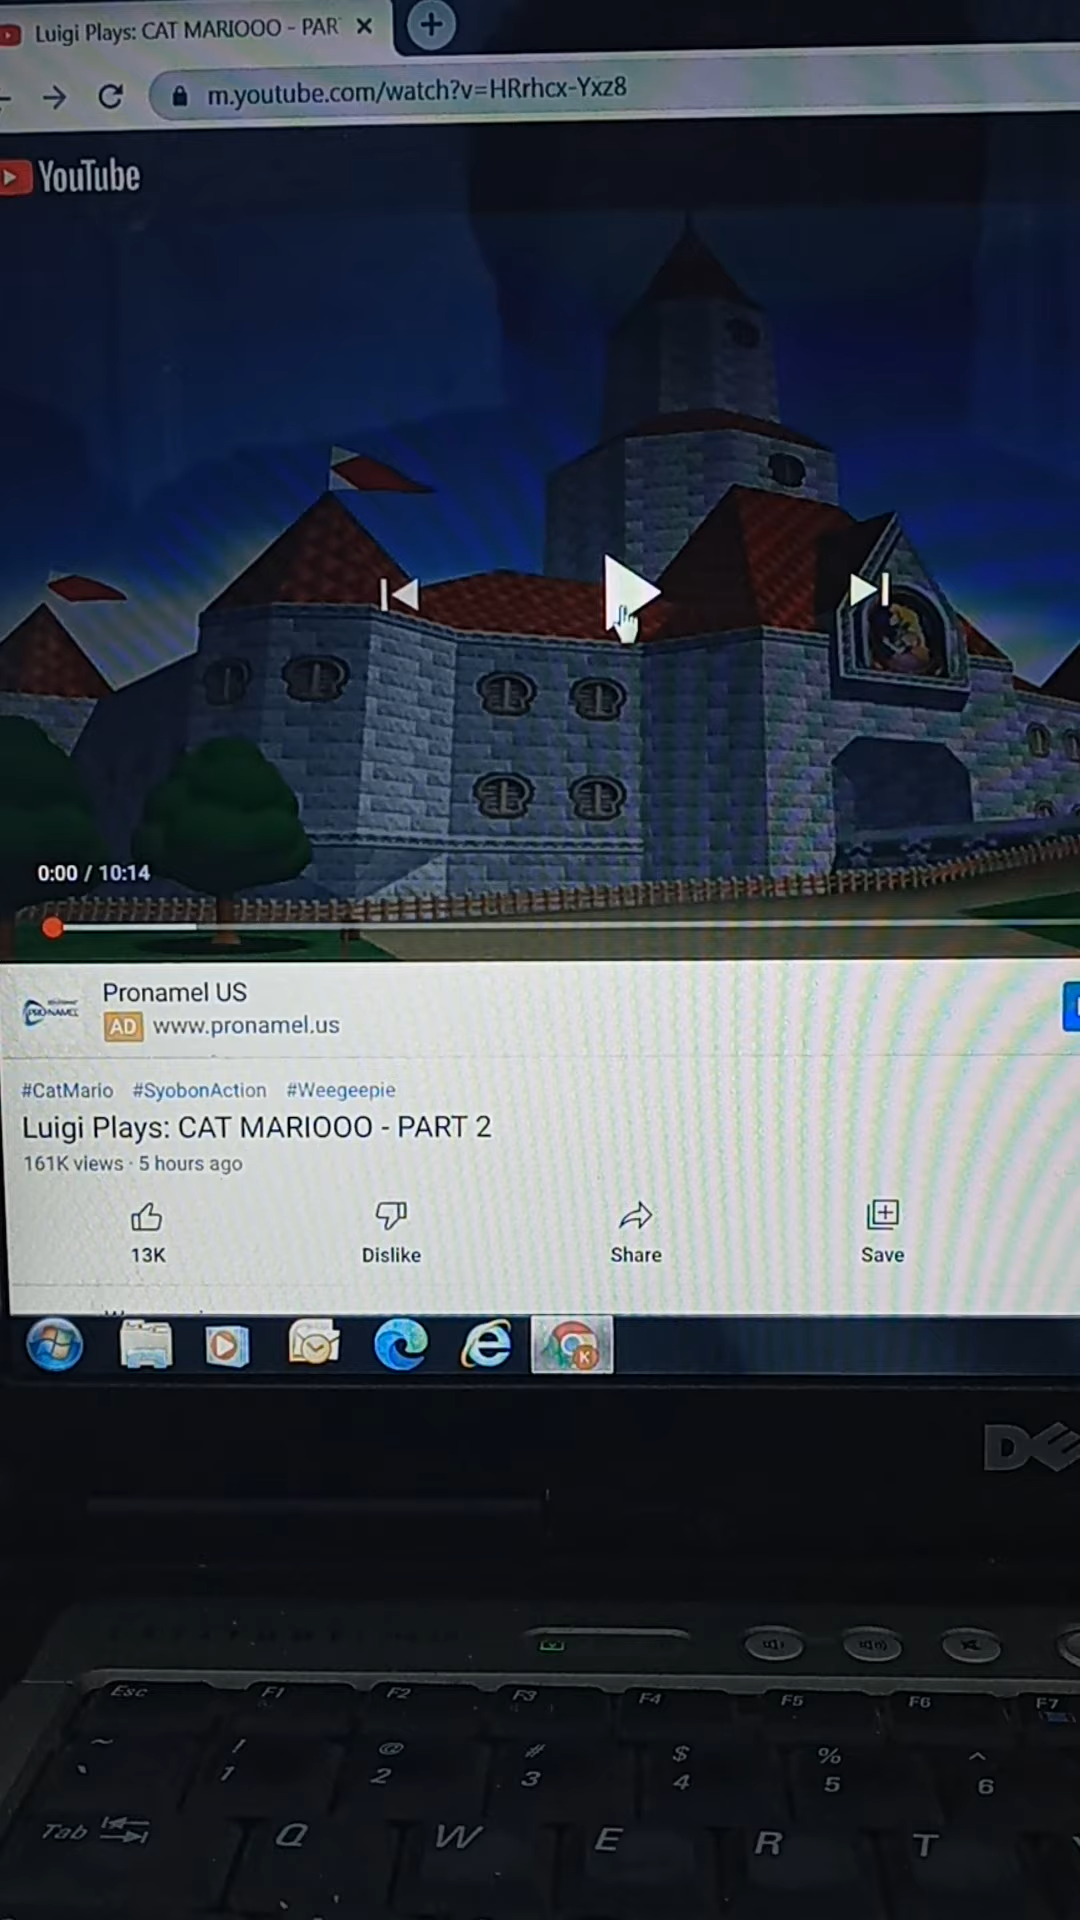 Luigi Plays: CAT MARIOOO - PAR
m.youtube.com/watch?v=HRrhcx-Yxz8
YouTube
0:00 / 10:14
PRONAMEL
Pronamel US
AD www.pronamel.us
#CatMario #SyobonAction #Weegeepie
Luigi Plays: CAT MARIOOO - PART 2
161K views · 5 hours ago
13K Dislike Share Save
K
Esc F1 F2 F3 F4 F5 F6 F7
~ ! @ # $ % ^
` 1 2 3 4 5 6
Tab Q W E R T